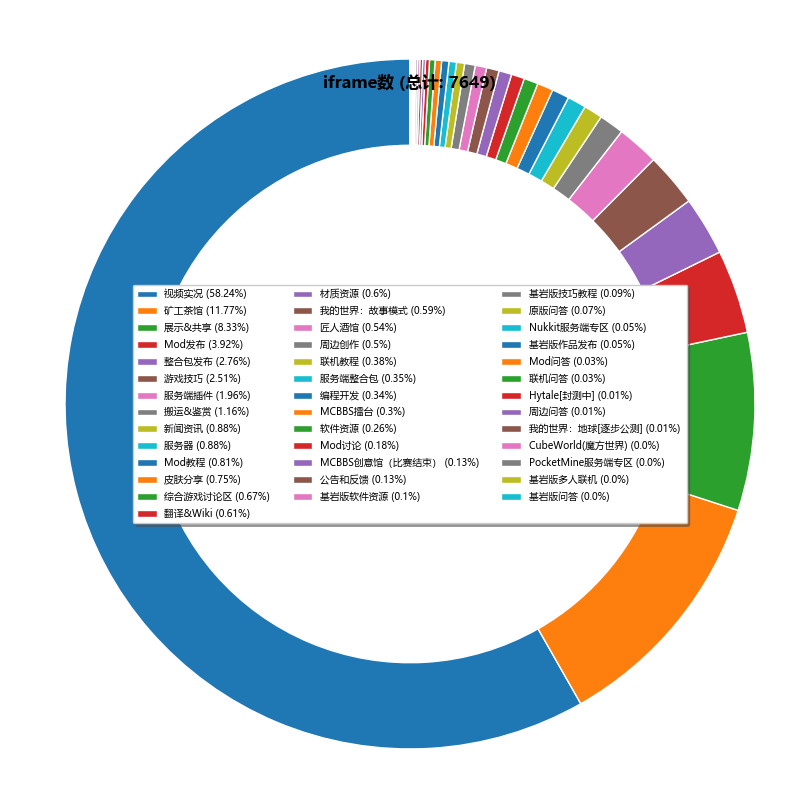 iframe数 (总计: 7649)
视频实况 (58.24%)
矿工茶馆 (11.77%)
展示&共享 (8.33%)
Mod发布 (3.92%)
整合包发布 (2.76%)
游戏技巧 (2.51%)
服务端插件 (1.96%)
搬运&鉴赏 (1.16%)
新闻资讯 (0.88%)
服务器 (0.88%)
Mod教程 (0.81%)
皮肤分享 (0.75%)
综合游戏讨论区 (0.67%)
翻译&Wiki (0.61%)
材质资源 (0.6%)
我的世界：故事模式 (0.59%)
匠人酒馆 (0.54%)
周边创作 (0.5%)
联机教程 (0.38%)
服务端整合包 (0.35%)
编程开发 (0.34%)
MCBBS擂台 (0.3%)
软件资源 (0.26%)
Mod讨论 (0.18%)
MCBBS创意馆（比赛结束） (0.13%)
公告和反馈 (0.13%)
基岩版软件资源 (0.1%)
基岩版技巧教程 (0.09%)
原版问答 (0.07%)
Nukkit服务端专区 (0.05%)
基岩版作品发布 (0.05%)
Mod问答 (0.03%)
联机问答 (0.03%)
Hytale[封测中] (0.01%)
周边问答 (0.01%)
我的世界：地球[逐步公测] (0.01%)
CubeWorld(魔方世界) (0.0%)
PocketMine服务端专区 (0.0%)
基岩版多人联机 (0.0%)
基岩版问答 (0.0%)